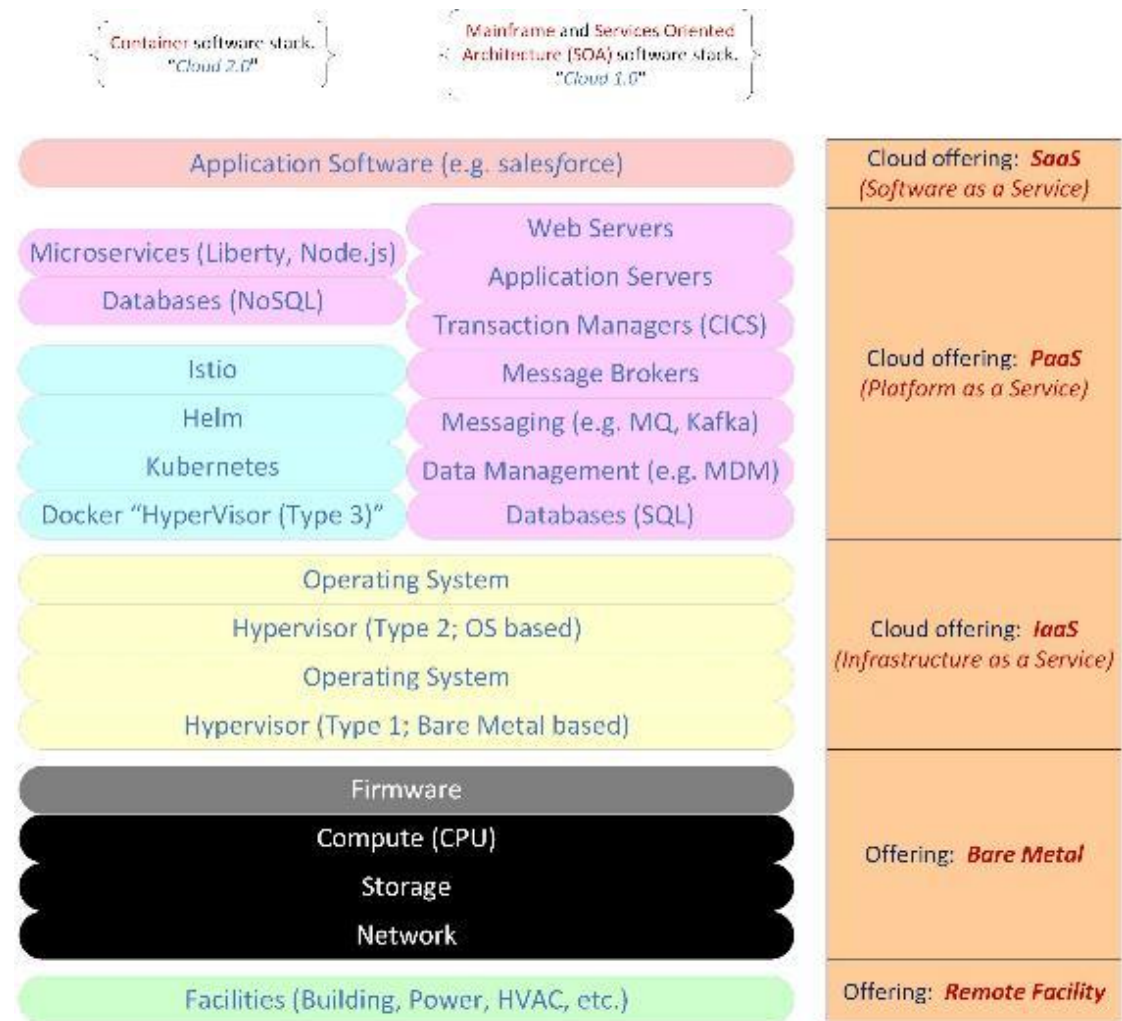 Container software stack.
"Cloud 2.0"
Mainframe and Services Oriented
Architecture (SOA) software stack.
"Cloud 1.0"
Application Software (e.g. salesforce)
Microservices (Liberty, Node.js)
Databases (NoSQL)
Istio
Helm
Kubernetes
Docker “HyperVisor (Type 3)”
Web Servers
Application Servers
Transaction Managers (CICS)
Message Brokers
Messaging (e.g. MQ, Kafka)
Data Management (e.g. MDM)
Databases (SQL)
Operating System
Hypervisor (Type 2; OS based)
Operating System
Hypervisor (Type 1; Bare Metal based)
Firmware
Compute (CPU)
Storage
Network
Facilities (Building, Power, HVAC, etc.)
Cloud offering: SaaS
(Software as a Service)
Cloud offering: PaaS
(Platform as a Service)
Cloud offering: IaaS
(Infrastructure as a Service)
Offering: Bare Metal
Offering: Remote Facility